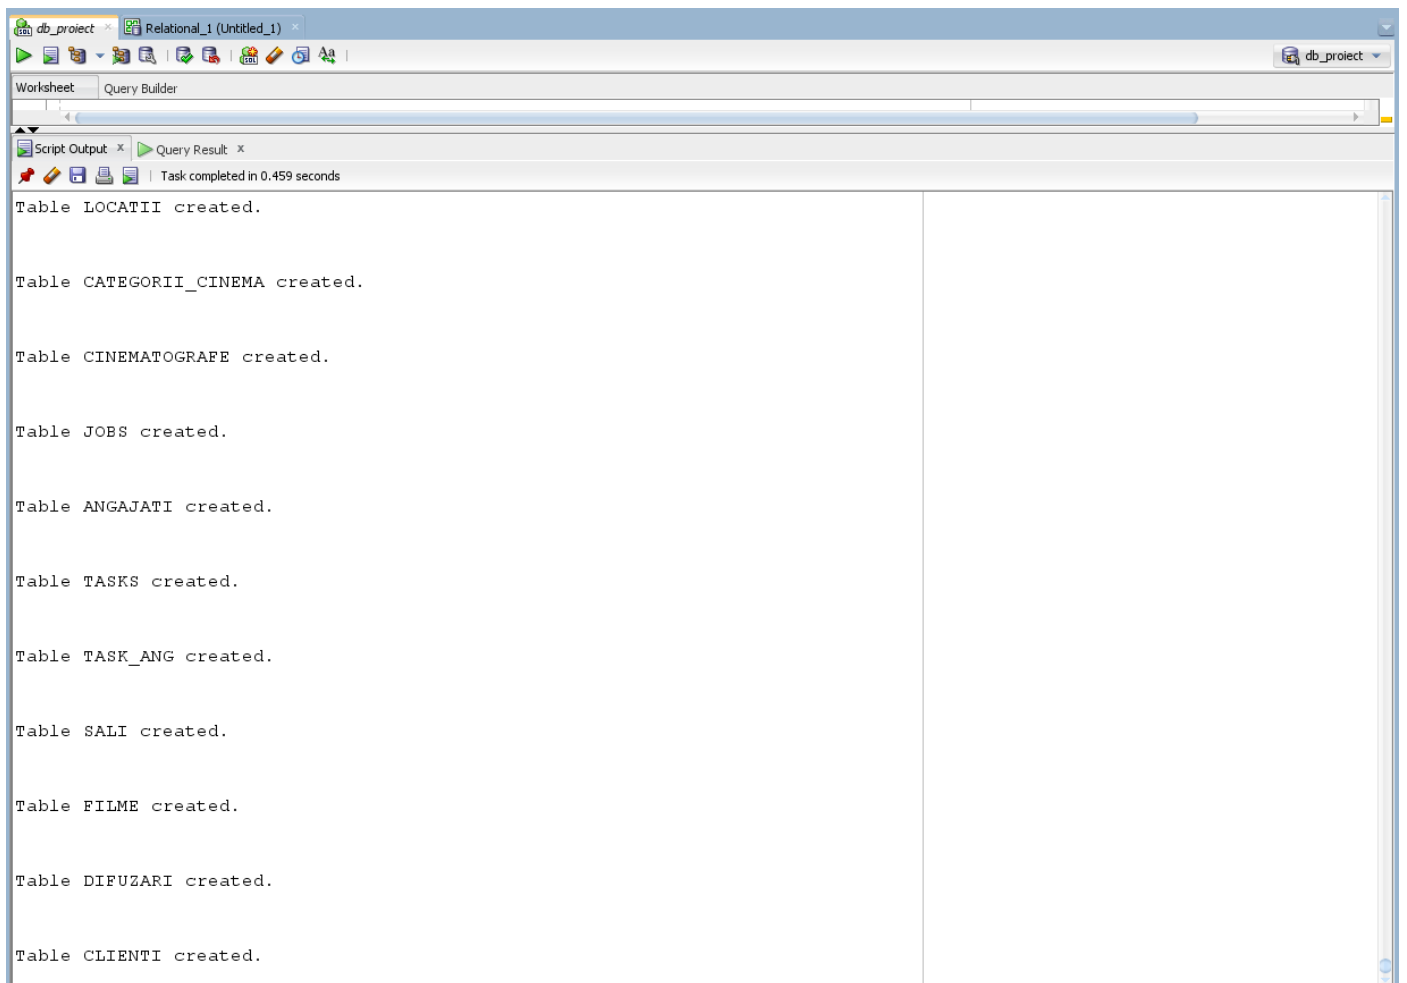 db_proiect
Relational_1 (Untitled_1)
db_proiect
Worksheet Query Builder
Script Output x Query Result x
Task completed in 0.459 seconds
Table LOCATII created.
Table CATEGORII_CINEMA created.
Table CINEMATOGRAFE created.
Table JOBS created.
Table ANGAJATI created.
Table TASKS created.
Table TASK_ANG created.
Table SALI created.
Table FILME created.
Table DIFUZARI created.
Table CLIENTI created.